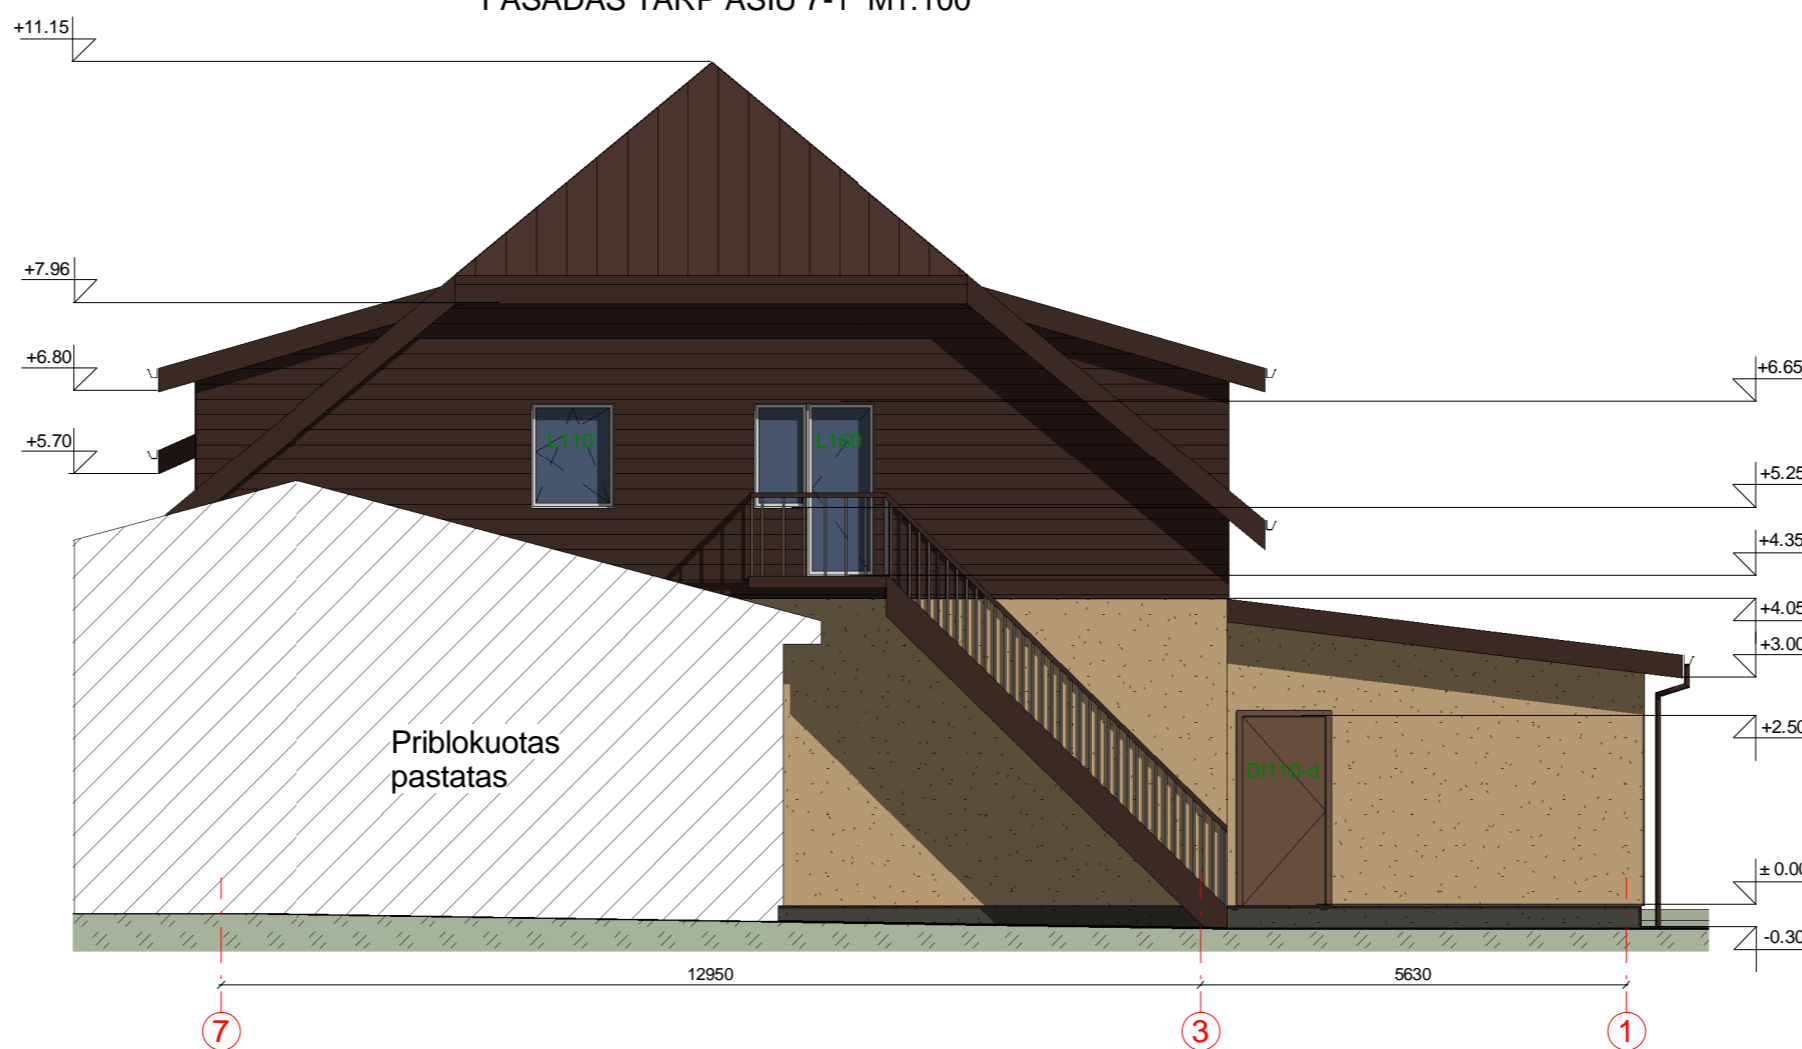 FASADAS TARP AŠIŲ 7-1 M1:100
+11.15
+7.96
+6.80
+5.70
+6.65
+5.25
+4.35
+4.05
+3.00
+2.50
± 0.00
-0.30
L110
L160
DI110-d
Priblokuotas
pastatas
12950
5630
7
3
1